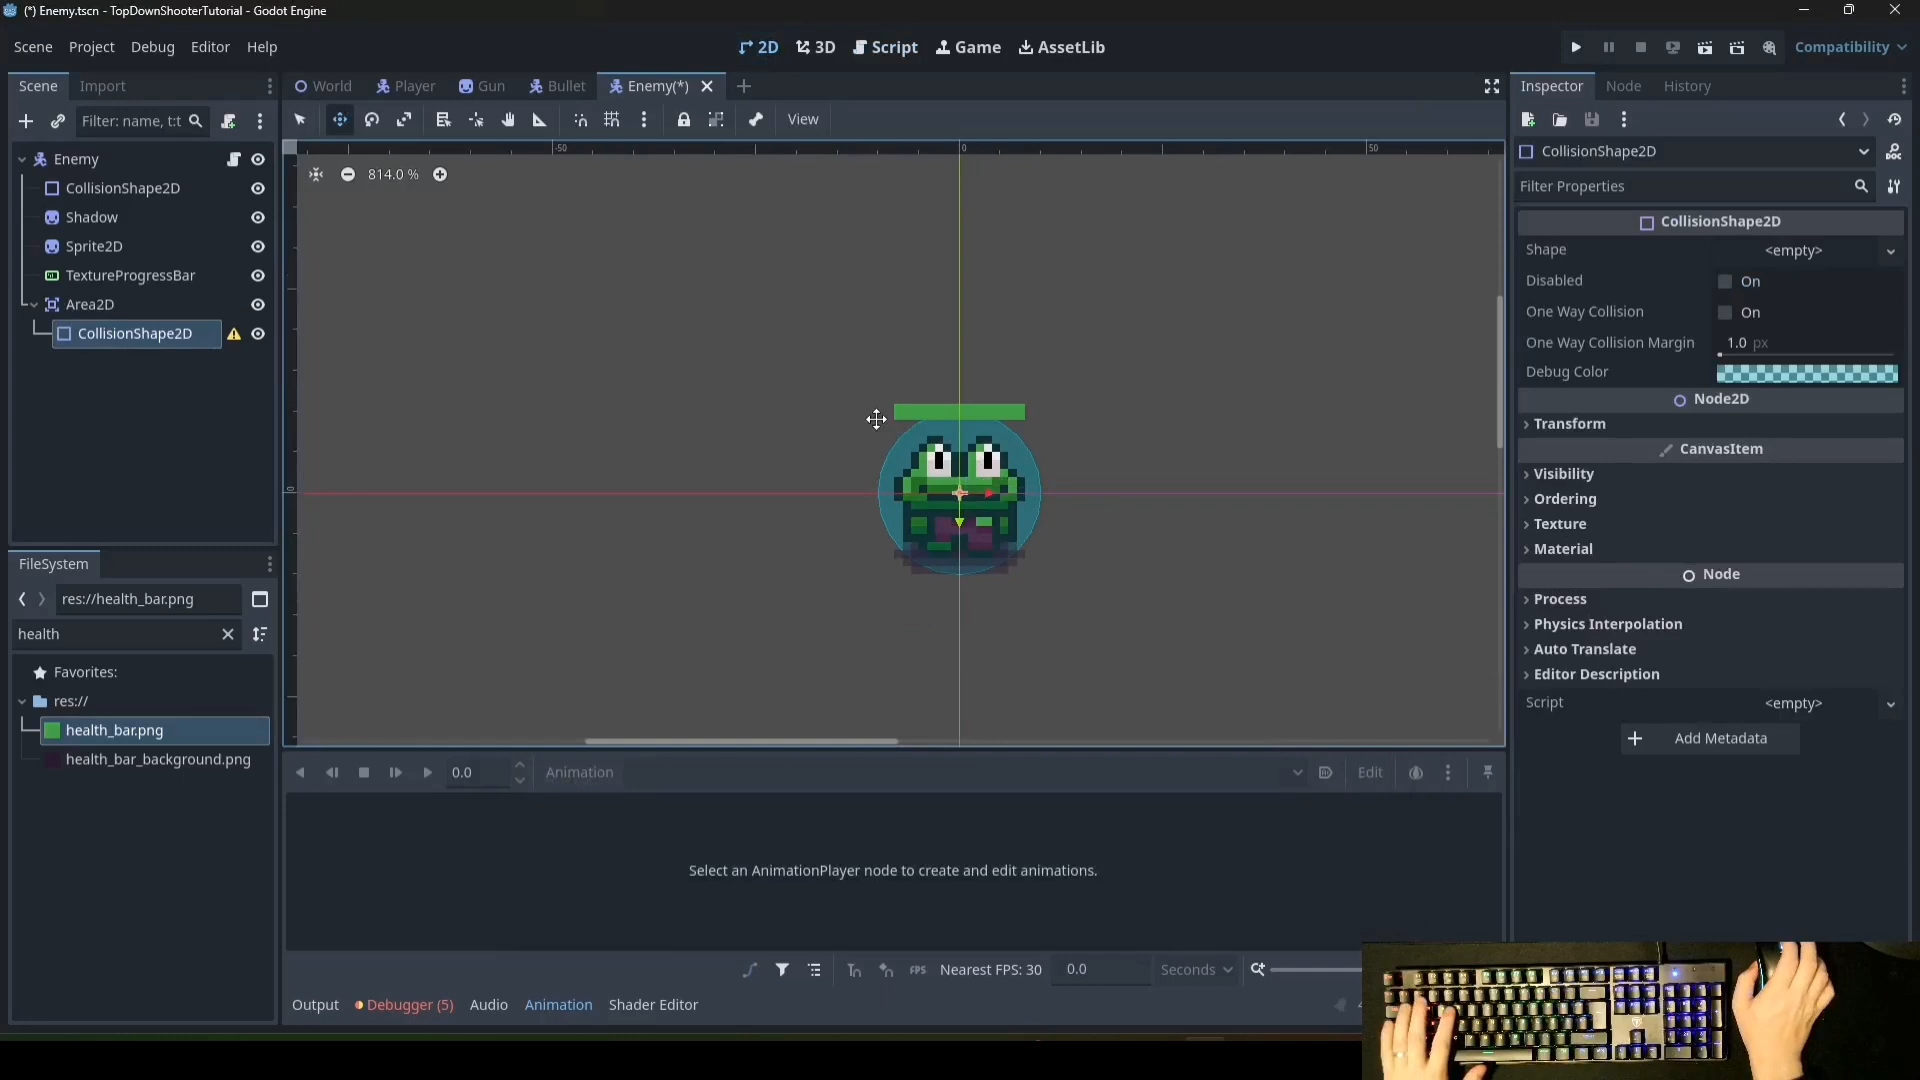 (*) Enemy.tscn - TopDownShooterTutorial - Godot Engine
Scene Project Debug Editor Help
2D 3D Script Game AssetLib
Compatibility
Scene Import
World Player Gun Bullet Enemy(*)
Inspector Node History
Filter: name, t:t
View
Enemy
CollisionShape2D
Shadow
Sprite2D
TextureProgressBar
Area2D
CollisionShape2D
-50 0 50
814.0 %
0
CollisionShape2D
Filter Properties
CollisionShape2D
Shape <empty>
Disabled On
One Way Collision On
One Way Collision Margin 1.0 px
Debug Color
Node2D
Transform
CanvasItem
Visibility
Ordering
Texture
Material
Node
Process
Physics Interpolation
Auto Translate
Editor Description
Script <empty>
Add Metadata
FileSystem
res://health_bar.png
health
Favorites:
res://
health_bar.png
health_bar_background.png
0.0 Animation Edit
Select an AnimationPlayer node to create and edit animations.
FPS Nearest FPS: 30 0.0 Seconds
Output Debugger (5) Audio Animation Shader Editor